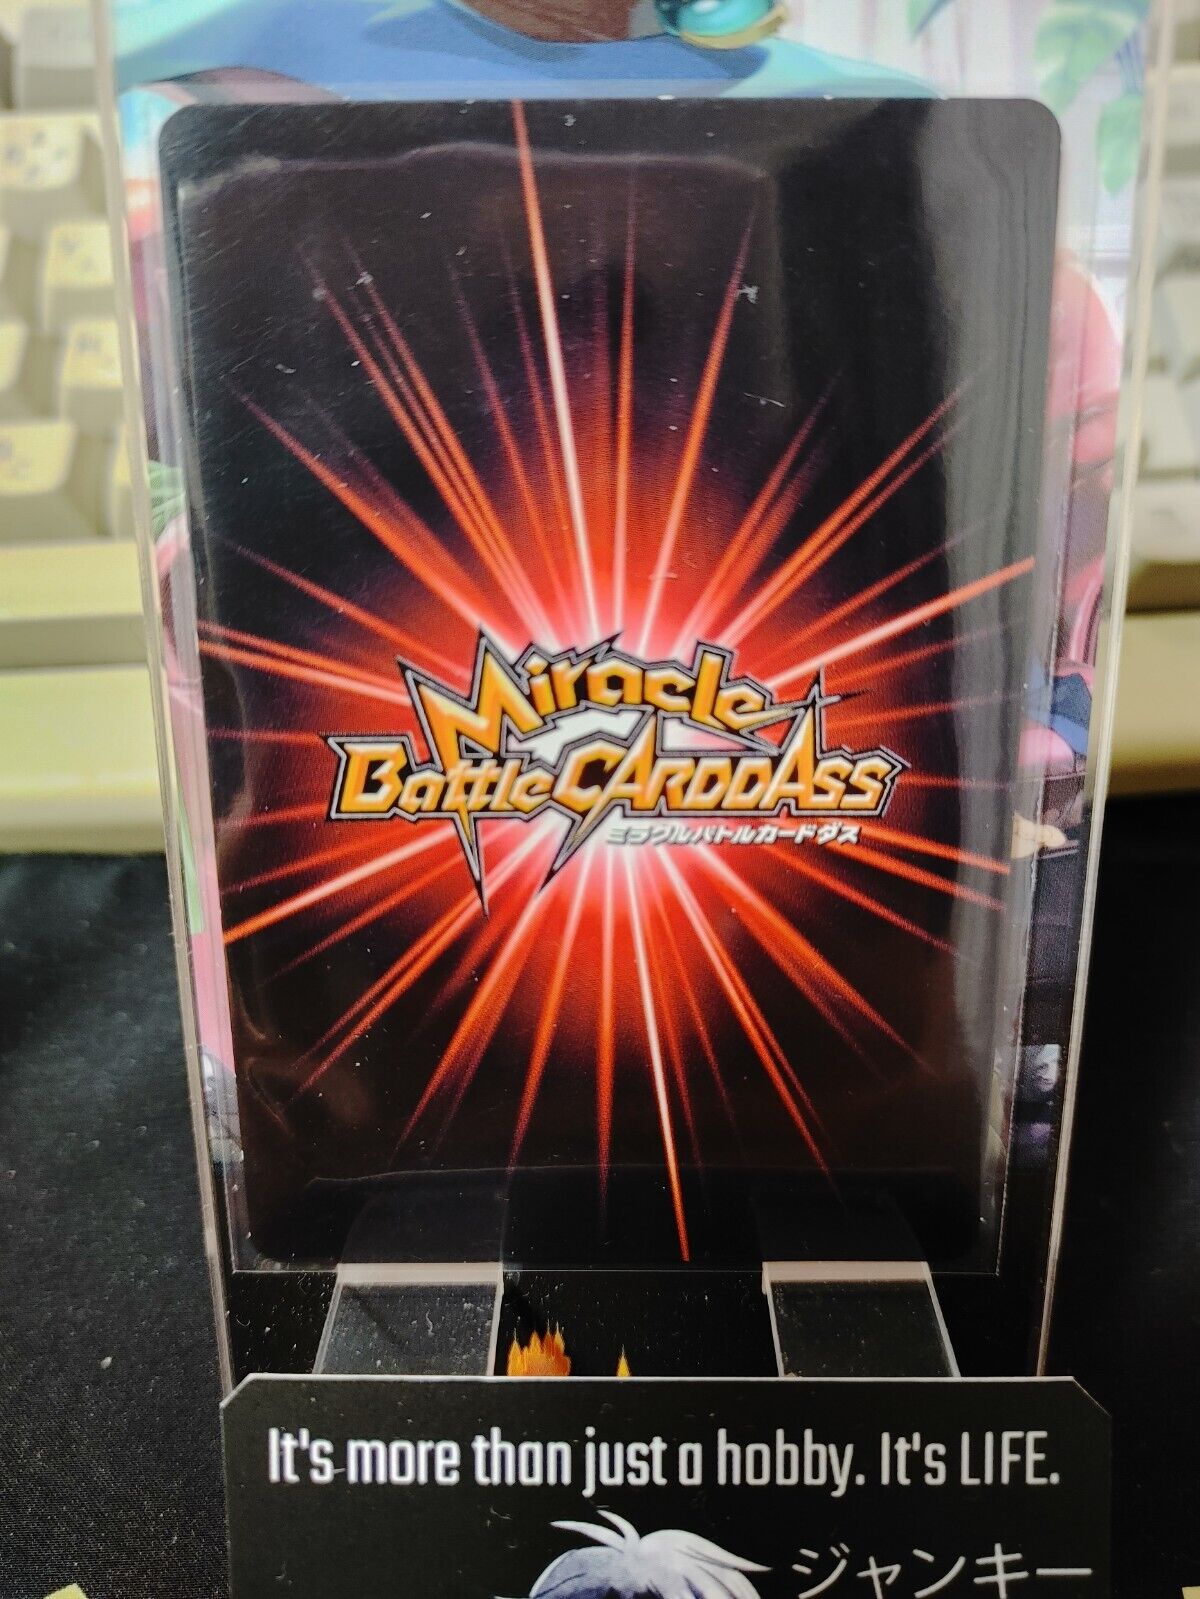 Miracle
Battle CARDDASS
ミラクルバトルカードダス
It's more than just a hobby. It's LIFE.
ジャンキー